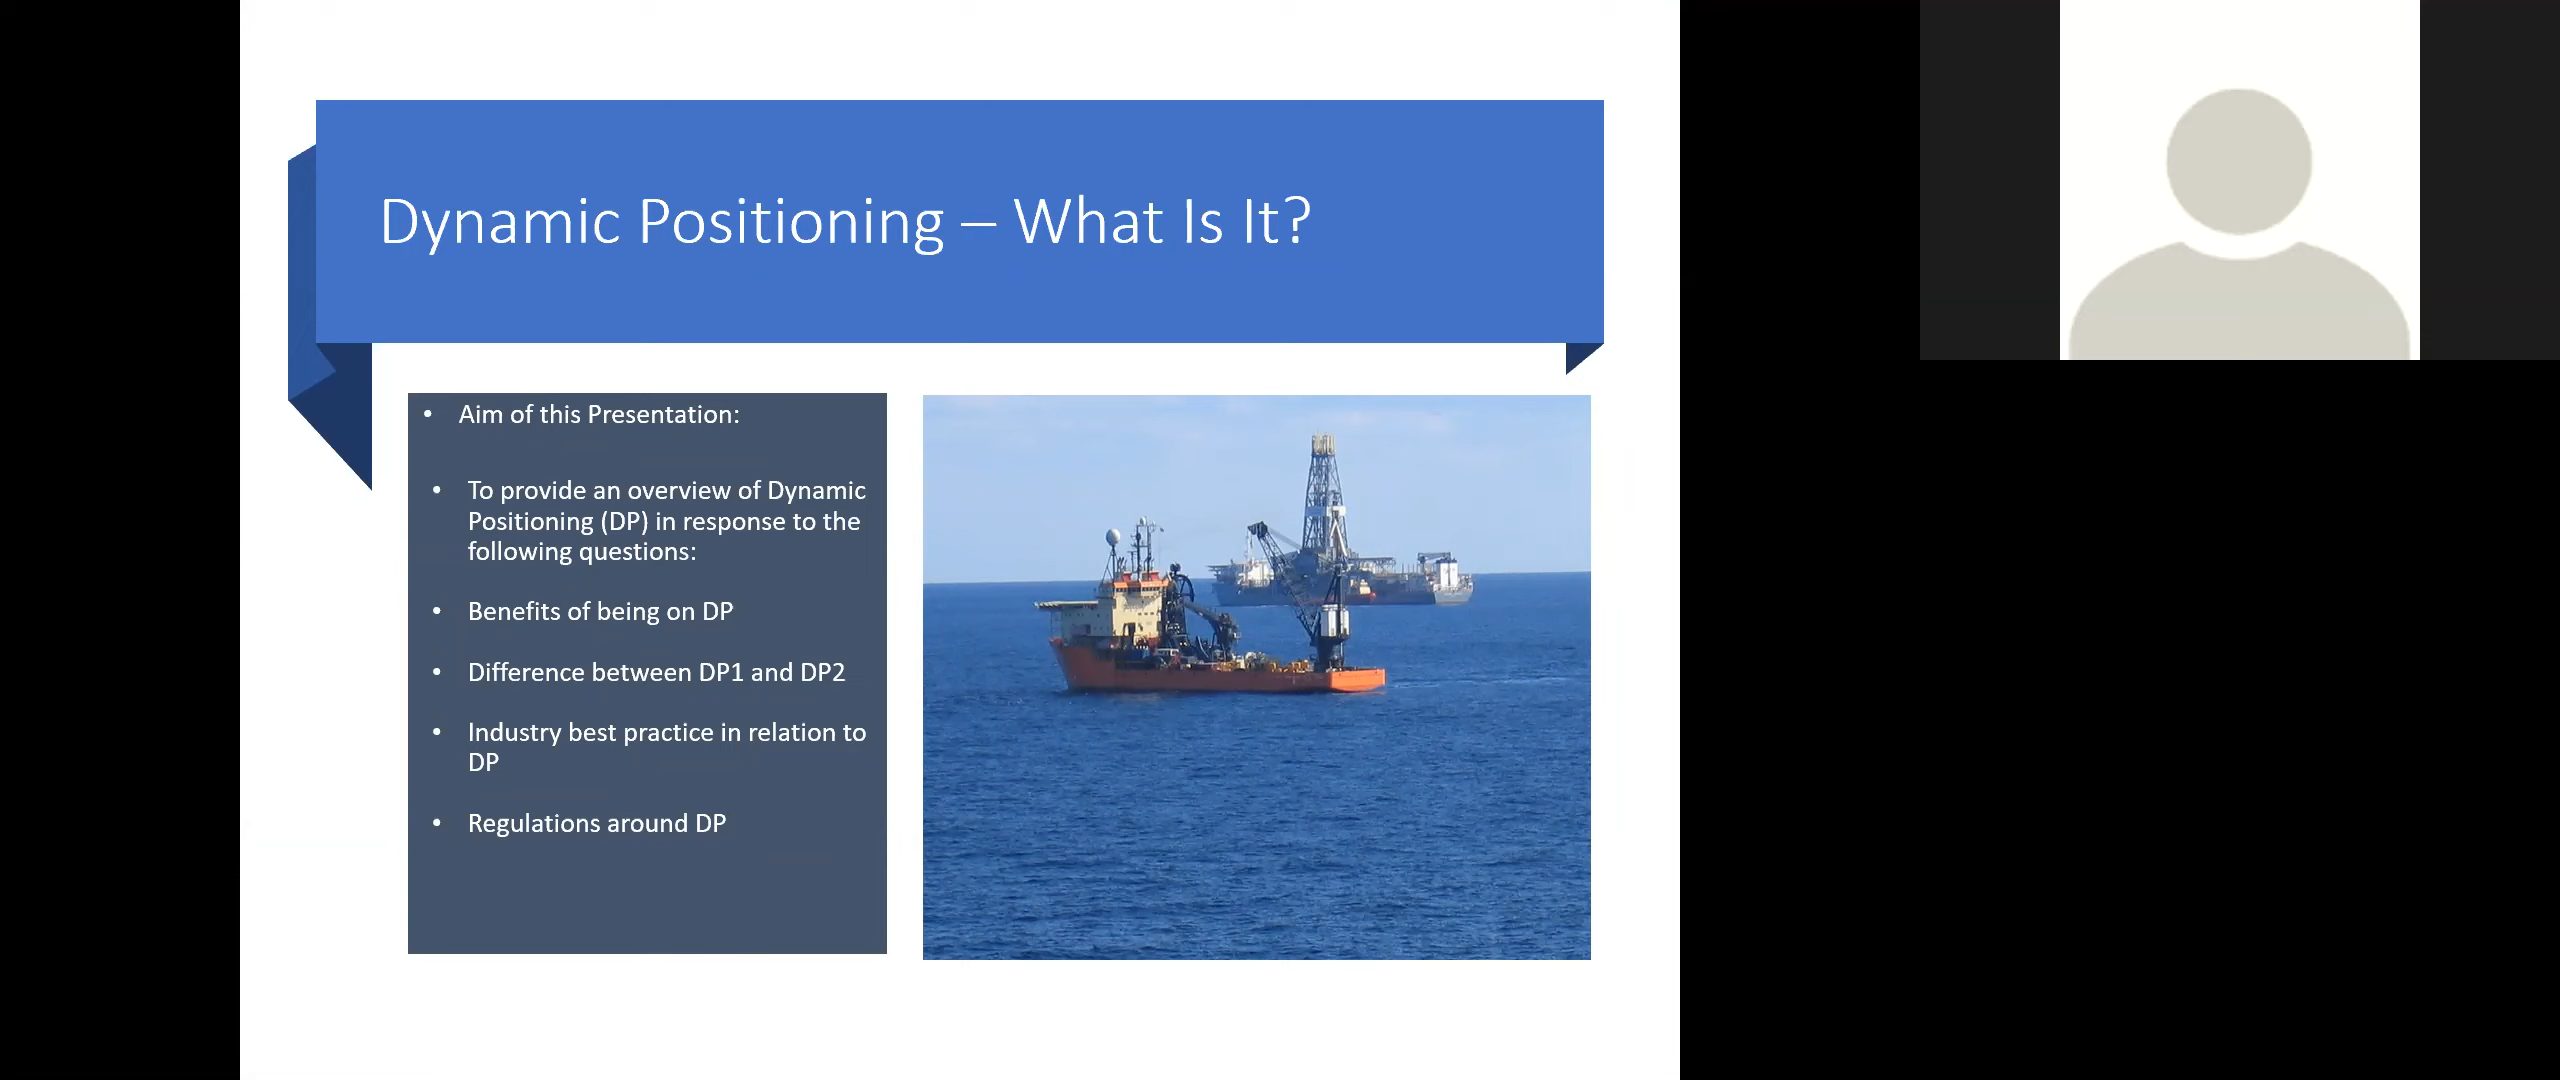 Dynamic Positioning – What Is It?
• Aim of this Presentation:
• To provide an overview of Dynamic
Positioning (DP) in response to the
following questions:
• Benefits of being on DP
• Difference between DP1 and DP2
• Industry best practice in relation to
DP
• Regulations around DP